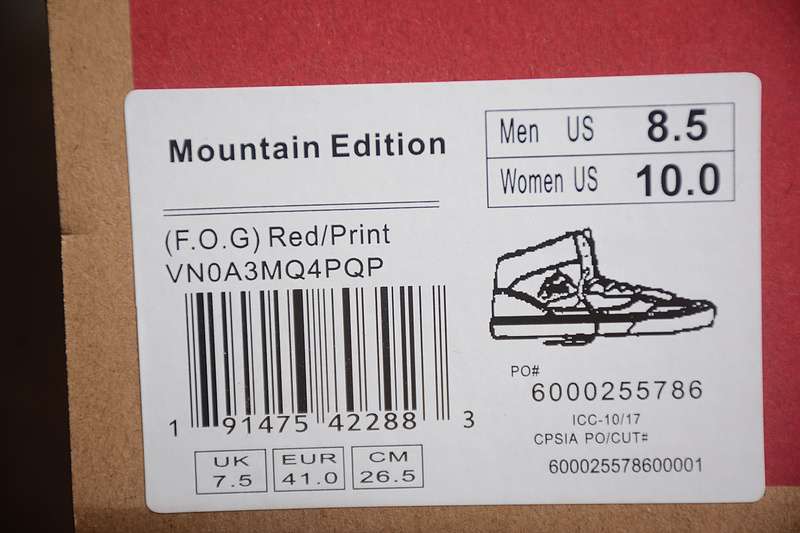 Mountain Edition
Men US 8.5
Women US 10.0
(F.O.G) Red/Print
VN0A3MQ4PQP
1 91475 42288 3
UK 7.5
EUR 41.0
CM 26.5
PO#
6000255786
ICC-10/17
CPSIA PO/CUT#
600025578600001